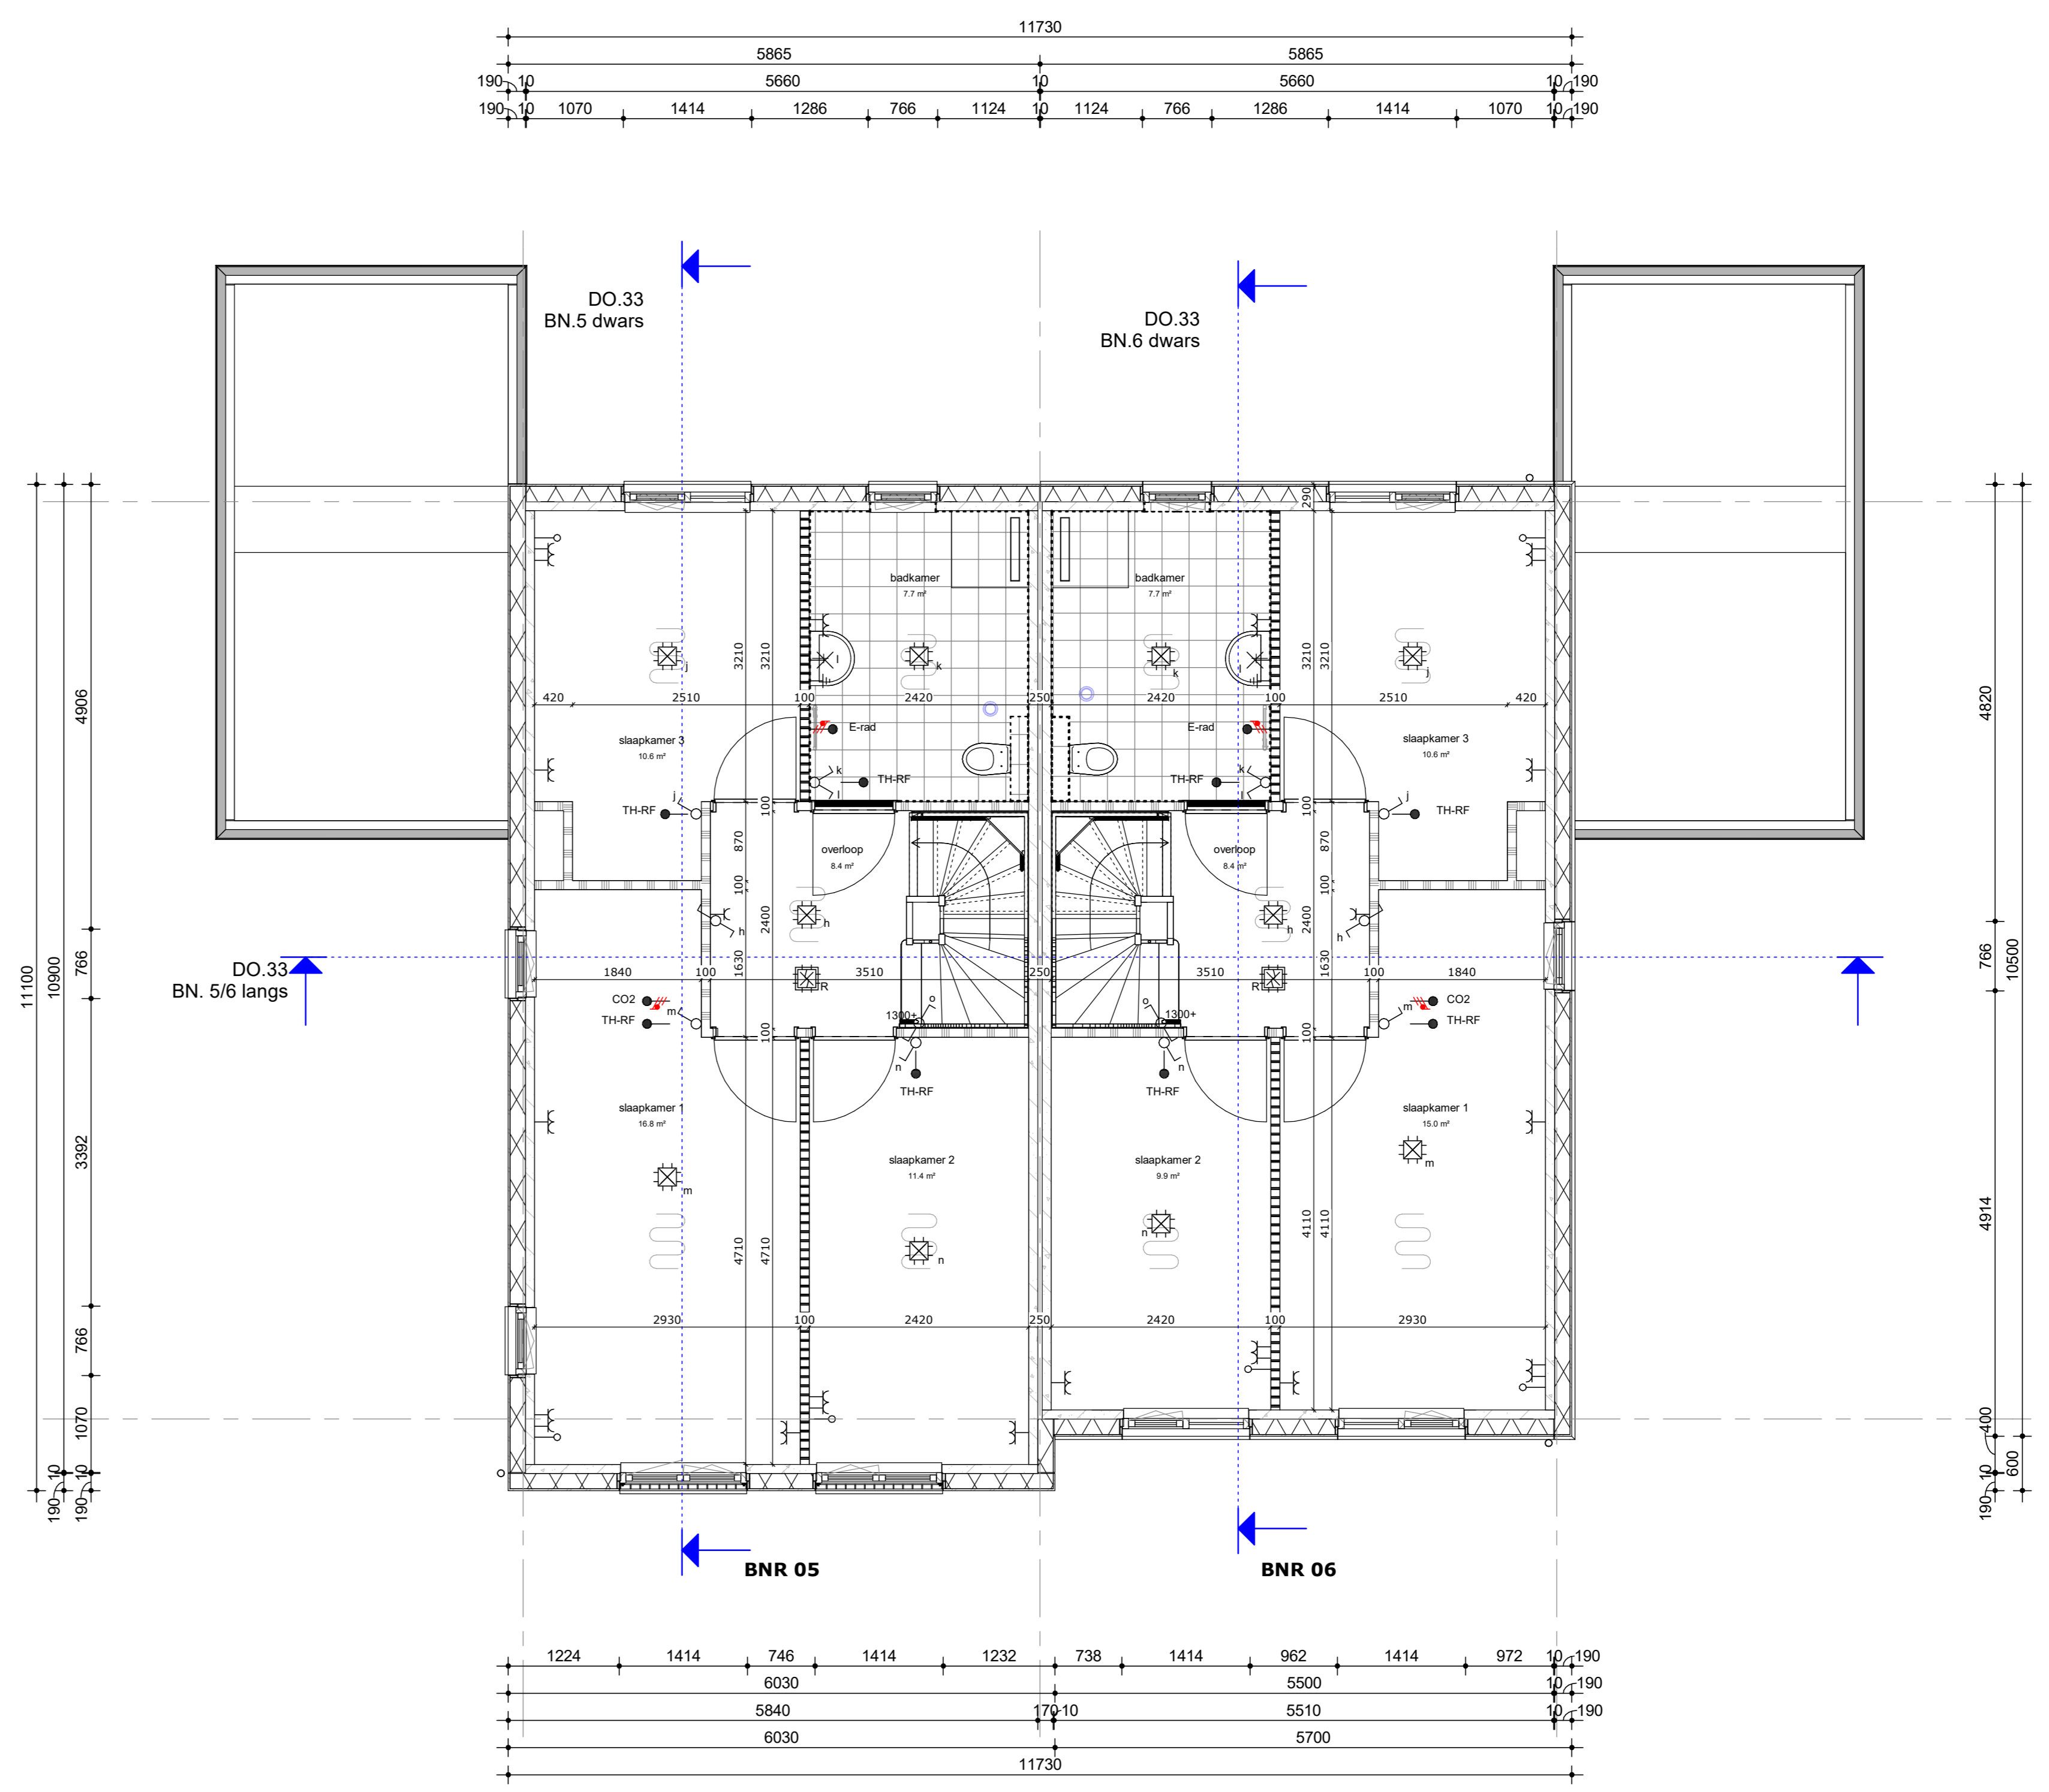 11730
5865 5865
190 10 5660 10 5660 10 190
190 10 1070 1414 1286 766 1124 10 1124 766 1286 1414 1070 10 190
DO.33
BN.5 dwars
DO.33
BN.6 dwars
290
badkamer
7.7 m²
badkamer
7.7 m²
3210 3210 3210 3210
j l k k l j
420 2510 100 2420 250 2420 100 2510 420
4906
4820
E-rad E-rad
slaapkamer 3
10.6 m²
slaapkamer 3
10.6 m²
k TH-RF TH-RF k
l l
j j
TH-RF TH-RF
100 100
870 870
overloop
8.4 m²
overloop
8.4 m²
100 100
2400 2400
h h h h
1630 1630
DO.33
BN. 5/6 langs
766
766
11100
10900
10500
1840 100 3510 250 3510 100 1840
R R
CO2 CO2
TH-RF m m TH-RF
o o
1300+ 1300+
100 100
n n
TH-RF TH-RF
slaapkamer 1
16.8 m²
slaapkamer 1
15.0 m²
3392
m m
slaapkamer 2
11.4 m²
slaapkamer 2
9.9 m²
n n
4710 4710 4110 4110
4914
2930 100 2420 250 2420 100 2930
766
1070
400
600
10 10
10
190 190
190
BNR 05
BNR 06
1224 1414 746 1414 1232 738 1414 962 1414 972 10 190
6030 5500 10 190
5840 170 10 5510 10 190
6030 5700
11730